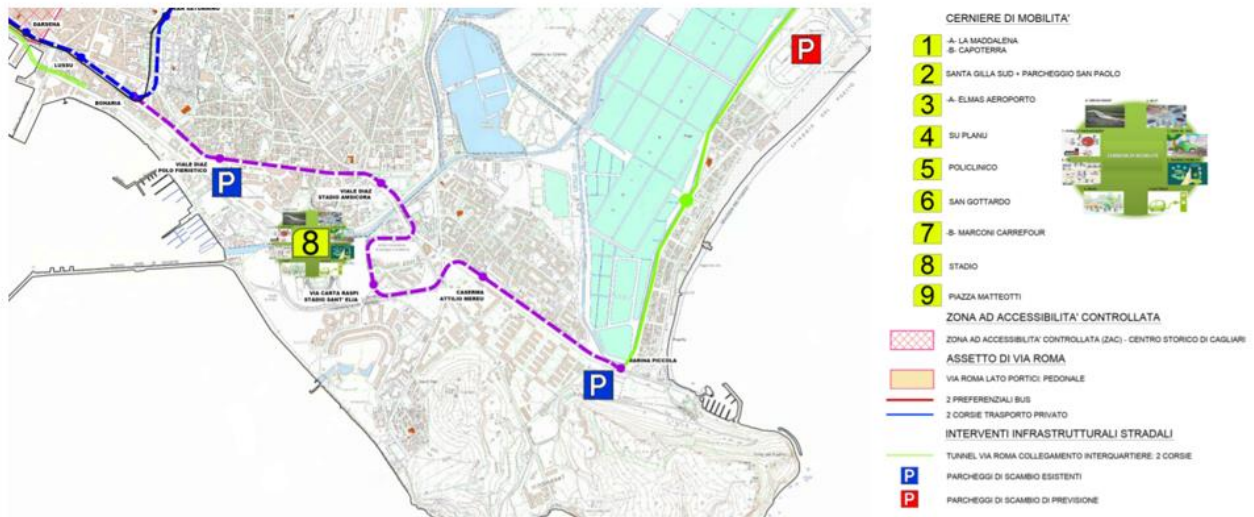 DARSENA
LUSSU
BONARIA
VIALE DIAZ
POLO FIERISTICO
P
VIALE DIAZ
STADIO AMSICORA
8
VIA CARTA RASPI
STADIO SANT' ELIA
CASERMA
ATTILIO MEREU
MARINA PICCOLA
P
P
CERNIERE DI MOBILITA'
1 -A- LA MADDALENA
-B- CAPOTERRA
2 SANTA GILLA SUD + PARCHEGGIO SAN PAOLO
3 -A- ELMAS AEROPORTO
4 SU PLANU
5 POLICLINICO
6 SAN GOTTARDO
7 -B- MARCONI CARREFOUR
8 STADIO
9 PIAZZA MATTEOTTI
CERNIERE DI MOBILITÀ
ZONA AD ACCESSIBILITA' CONTROLLATA
ZONA AD ACCESSIBILITA' CONTROLLATA (ZAC) - CENTRO STORICO DI CAGLIARI
ASSETTO DI VIA ROMA
VIA ROMA LATO PORTICI: PEDONALE
2 PREFERENZIALI BUS
2 CORSIE TRASPORTO PRIVATO
INTERVENTI INFRASTRUTTURALI STRADALI
TUNNEL VIA ROMA COLLEGAMENTO INTERQUARTIERE: 2 CORSIE
P PARCHEGGI DI SCAMBIO ESISTENTI
P PARCHEGGI DI SCAMBIO DI PREVISIONE